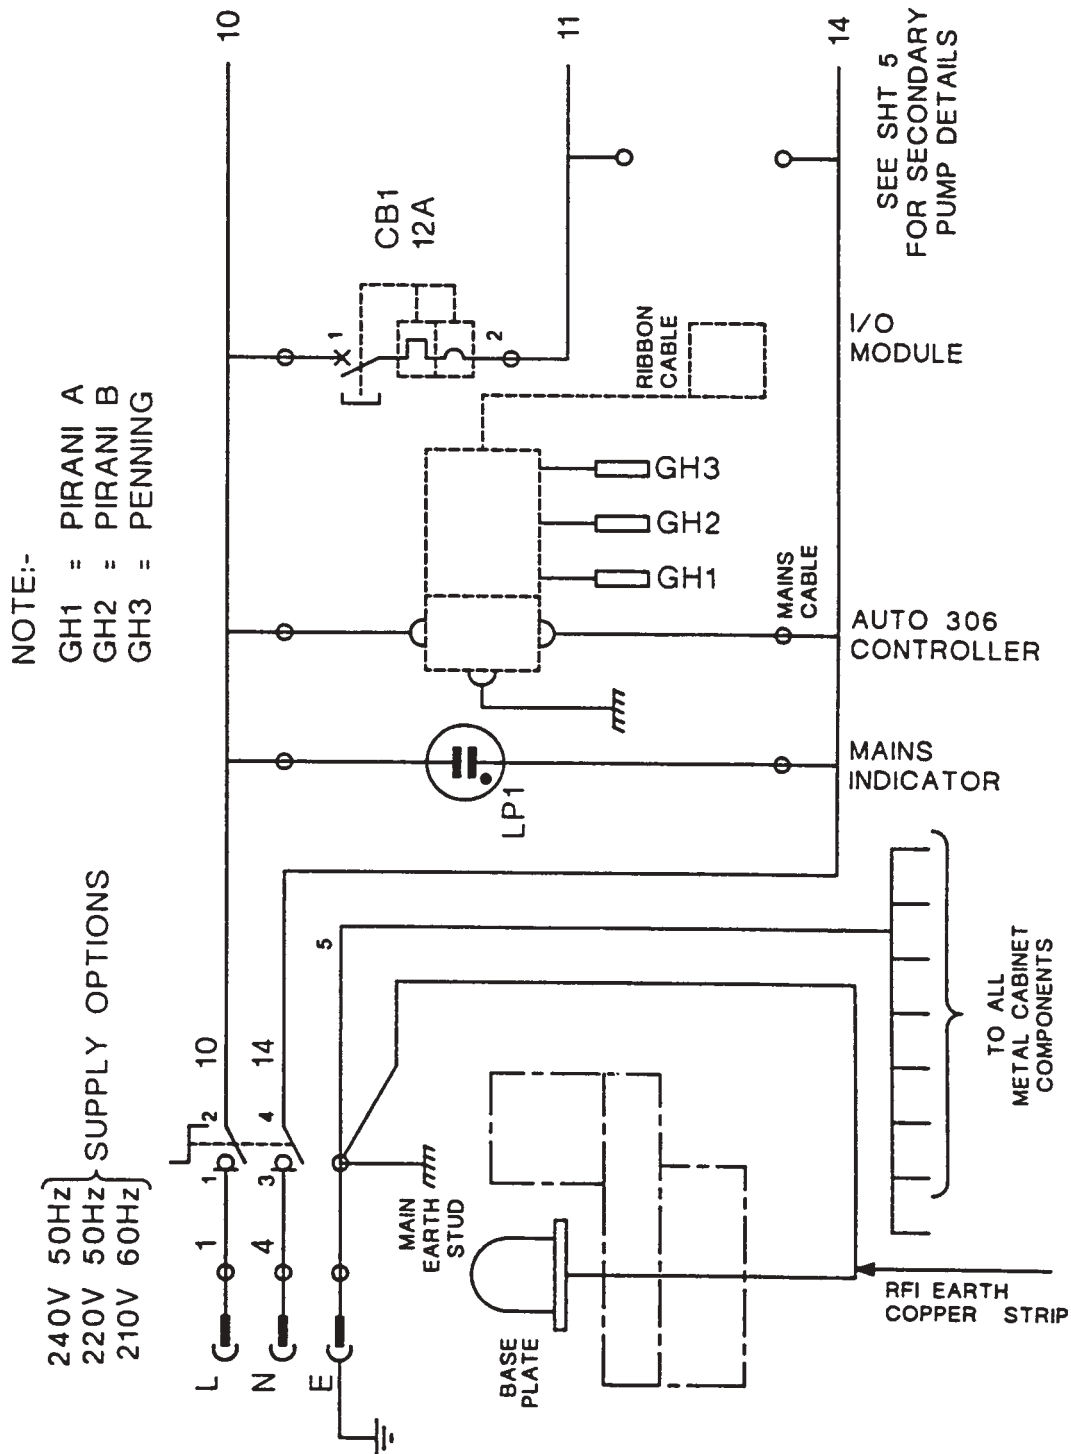 NOTE:-
GH1 = PIRANI A
GH2 = PIRANI B
GH3 = PENNING
240V 50Hz
220V 50Hz
210V 60Hz
SUPPLY OPTIONS
L
1
1
2
10
10
N
4
3
4
14
E
5
MAIN
EARTH
STUD
BASE
PLATE
LP1
GH1
GH2
GH3
MAINS
CABLE
RIBBON
CABLE
1
2
CB1
12A
11
14
RFI EARTH
COPPER STRIP
TO ALL
METAL CABINET
COMPONENTS
MAINS
INDICATOR
AUTO 306
CONTROLLER
I/O
MODULE
SEE SHT 5
FOR SECONDARY
PUMP DETAILS